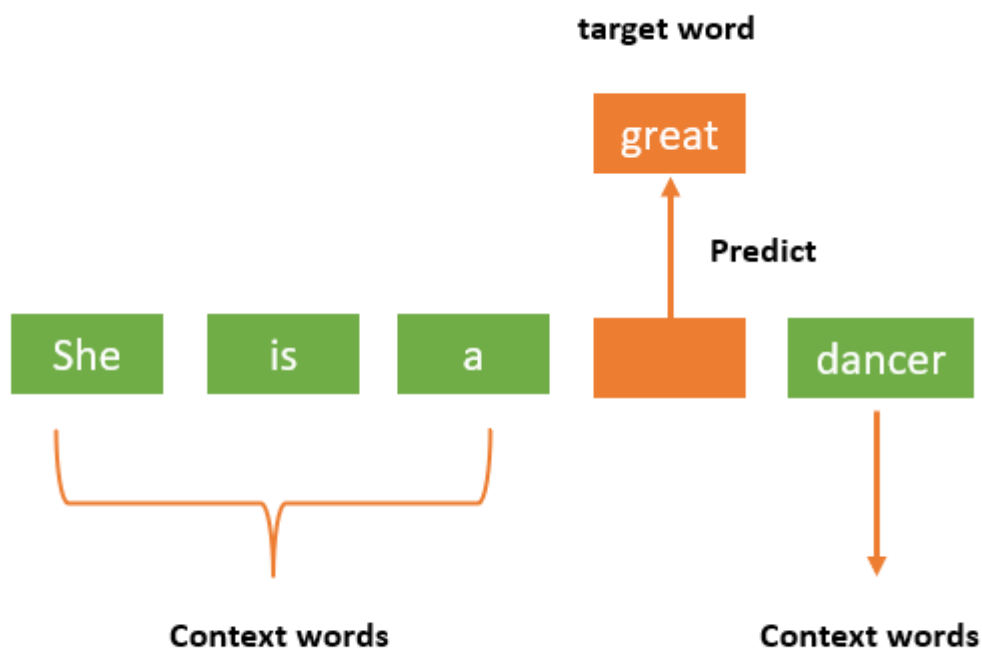 target word
great
Predict
She is a dancer
Context words Context words